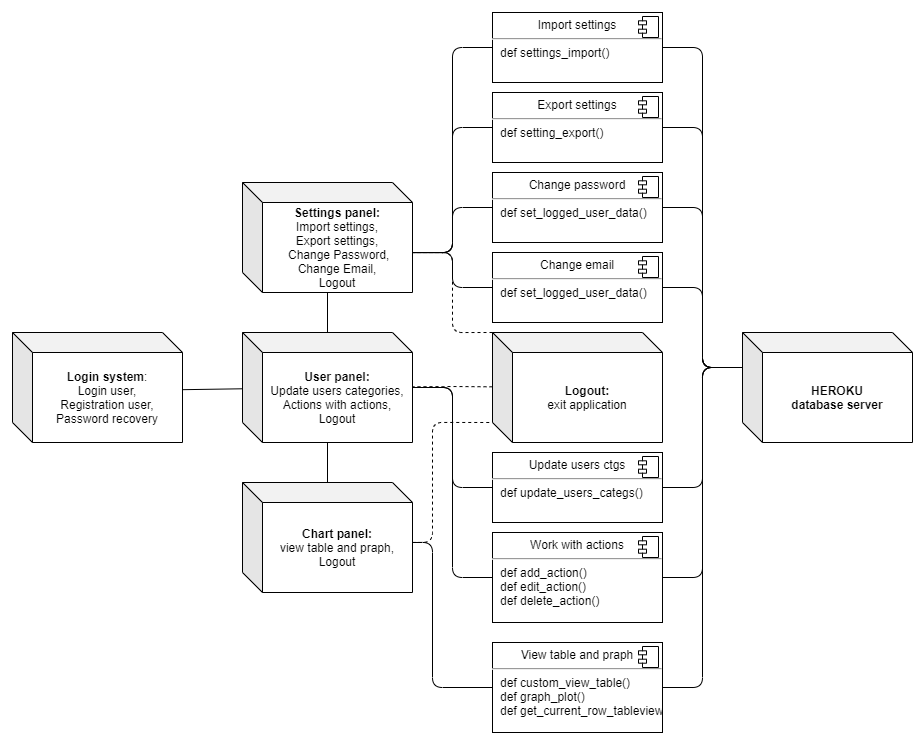 Import settings
def settings_import()
Export settings
def setting_export()
Change password
def set_logged_user_data()
Change email
def set_logged_user_data()
Settings panel:
Import settings,
Export settings,
Change Password,
Change Email,
Logout
Login system:
Login user,
Registration user,
Password recovery
User panel:
Update users categories,
Actions with actions,
Logout
Logout:
exit application
HEROKU
database server
Chart panel:
view table and praph,
Logout
Update users ctgs
def update_users_categs()
Work with actions
def add_action()
def edit_action()
def delete_action()
View table and praph
def custom_view_table()
def graph_plot()
def get_current_row_tableview